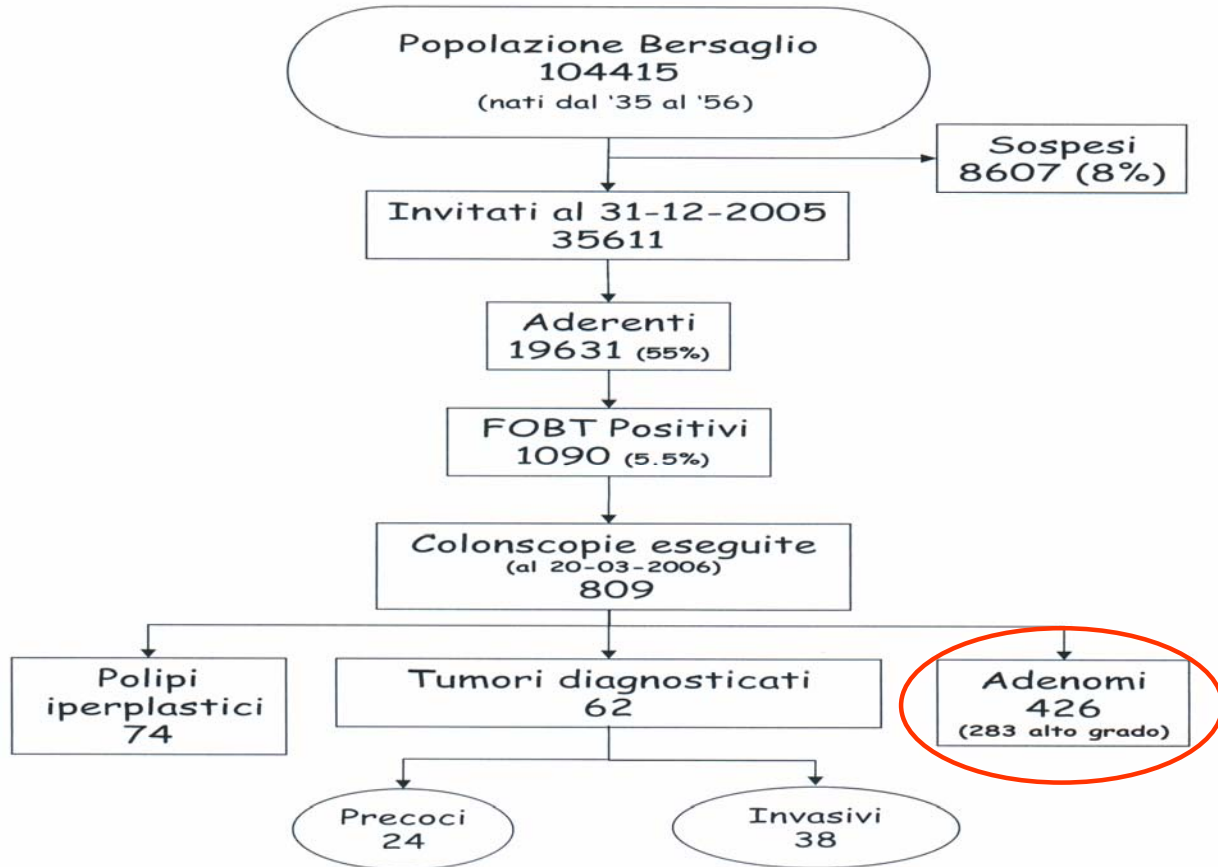 Popolazione Bersaglio
104415
(nati dal '35 al '56)
Sospesi
8607 (8%)
Invitati al 31-12-2005
35611
Aderenti
19631 (55%)
FOBT Positivi
1090 (5.5%)
Colonscopie eseguite
(al 20-03-2006)
809
Polipi
iperplastici
74
Tumori diagnosticati
62
Adenomi
426
(283 alto grado)
Precoci
24
Invasivi
38